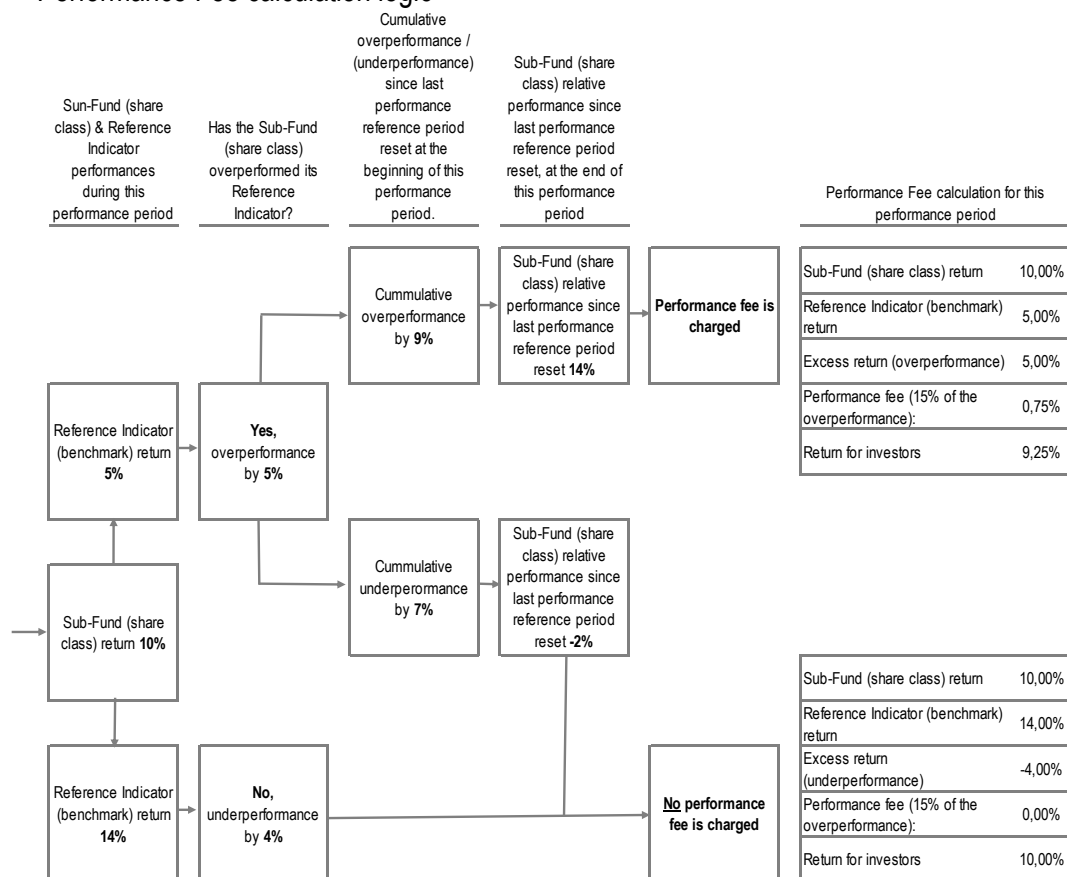 Performance Fee calculation logic
Sun-Fund (share
class) & Reference
Indicator
performances
during this
performance period
Has the Sub-Fund
(share class)
overperformed its
Reference
Indicator?
Cumulative
overperformance /
(underperformance)
since last
performance
reference period
reset at the
beginning of this
performance
period.
Sub-Fund (share
class) relative
performance since
last performance
reference period
reset, at the end of
this performance
period
Performance Fee calculation for this
performance period
Cummulative
overperformance
by 9%
Sub-Fund (share
class) relative
performance since
last performance
reference period
reset 14%
Performance fee is
charged
Sub-Fund (share class) return 10,00%
Reference Indicator (benchmark)
return 5,00%
Excess return (overperformance) 5,00%
Performance fee (15% of the
overperformance): 0,75%
Return for investors 9,25%
Reference Indicator
(benchmark) return
5%
Yes,
overperformance
by 5%
Cummulative
underperormance
by 7%
Sub-Fund (share
class) relative
performance since
last performance
reference period
reset -2%
Sub-Fund (share
class) return 10%
Reference Indicator
(benchmark) return
14%
No,
underperformance
by 4%
No performance
fee is charged
Sub-Fund (share class) return 10,00%
Reference Indicator (benchmark)
return 14,00%
Excess return
(underperformance) -4,00%
Performance fee (15% of the
overperformance): 0,00%
Return for investors 10,00%